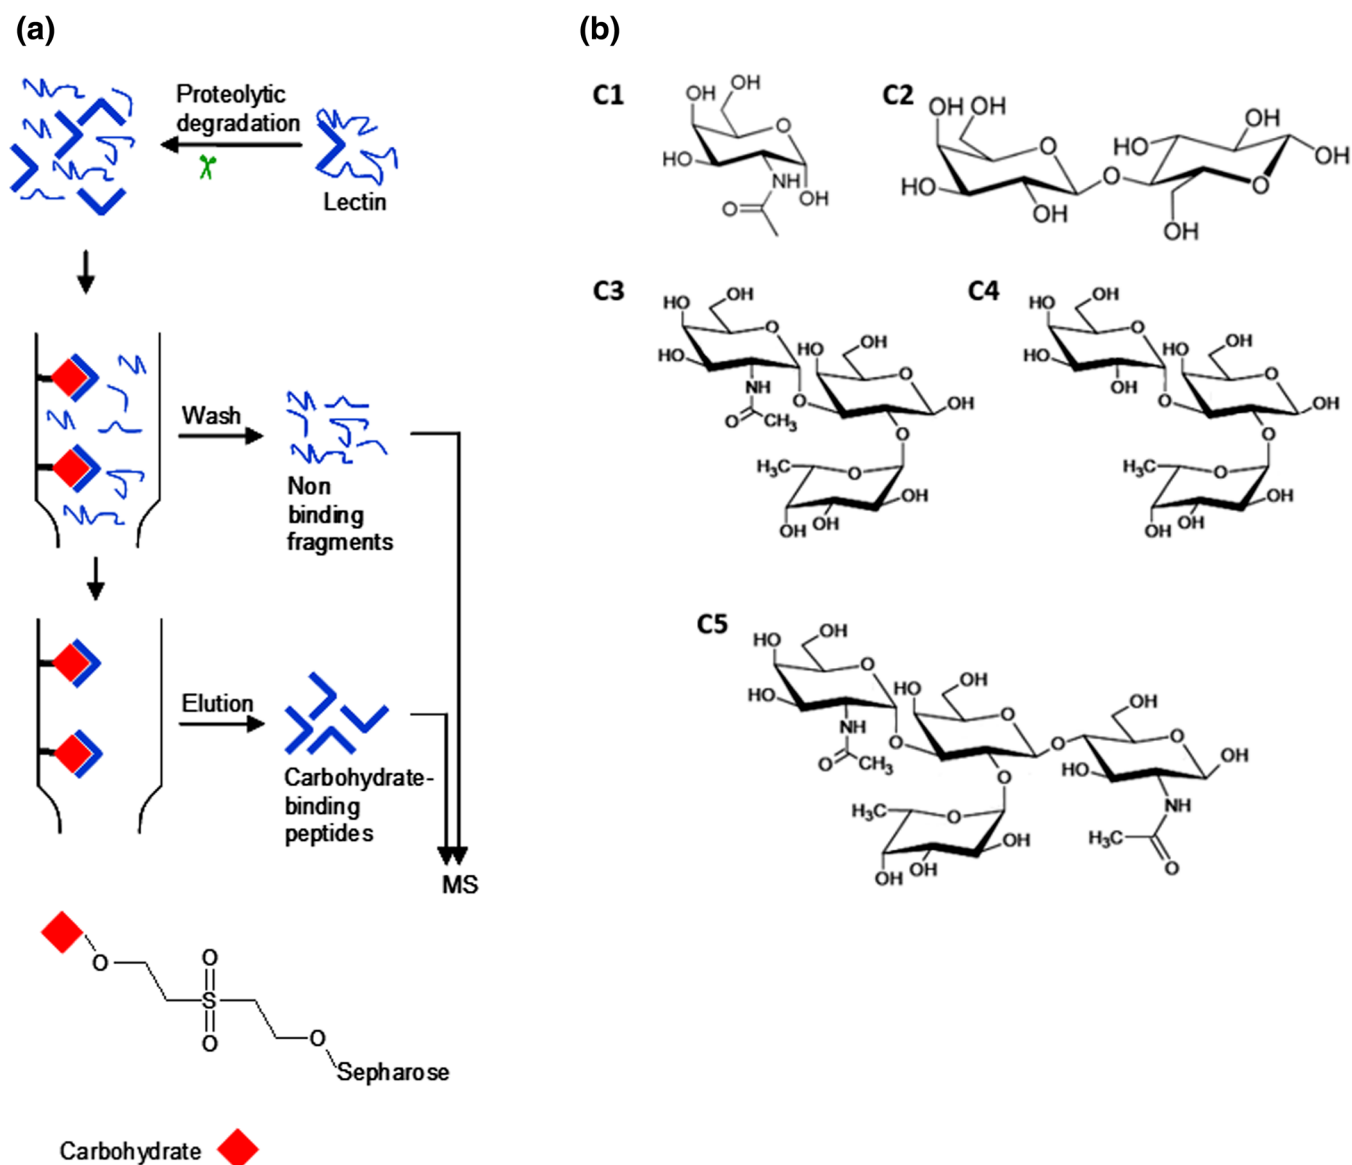 (a)
Proteolytic
degradation
Lectin
Wash
Non
binding
fragments
Elution
Carbohydrate-
binding
peptides
MS
O
O
S
O
O
Sepharose
Carbohydrate
(b)
C1
OH
OH
O
HO
NH
OH
O
C2
OH OH
O
HO
OH
O
HO
OH
OH
O
OH
C3
HO
OH
O
HO
NH
O
CH3
O
HO
OH
O
OH
O
H3C
O
OH
OH
OH
C4
HO
OH
O
HO
OH
O
HO
OH
O
OH
O
H3C
O
OH
OH
OH
C5
HO
OH
O
HO
NH
O
CH3
O
HO
OH
O
O
O
H3C
O
OH
OH
OH
OH
O
OH
HO
NH
H3C
O